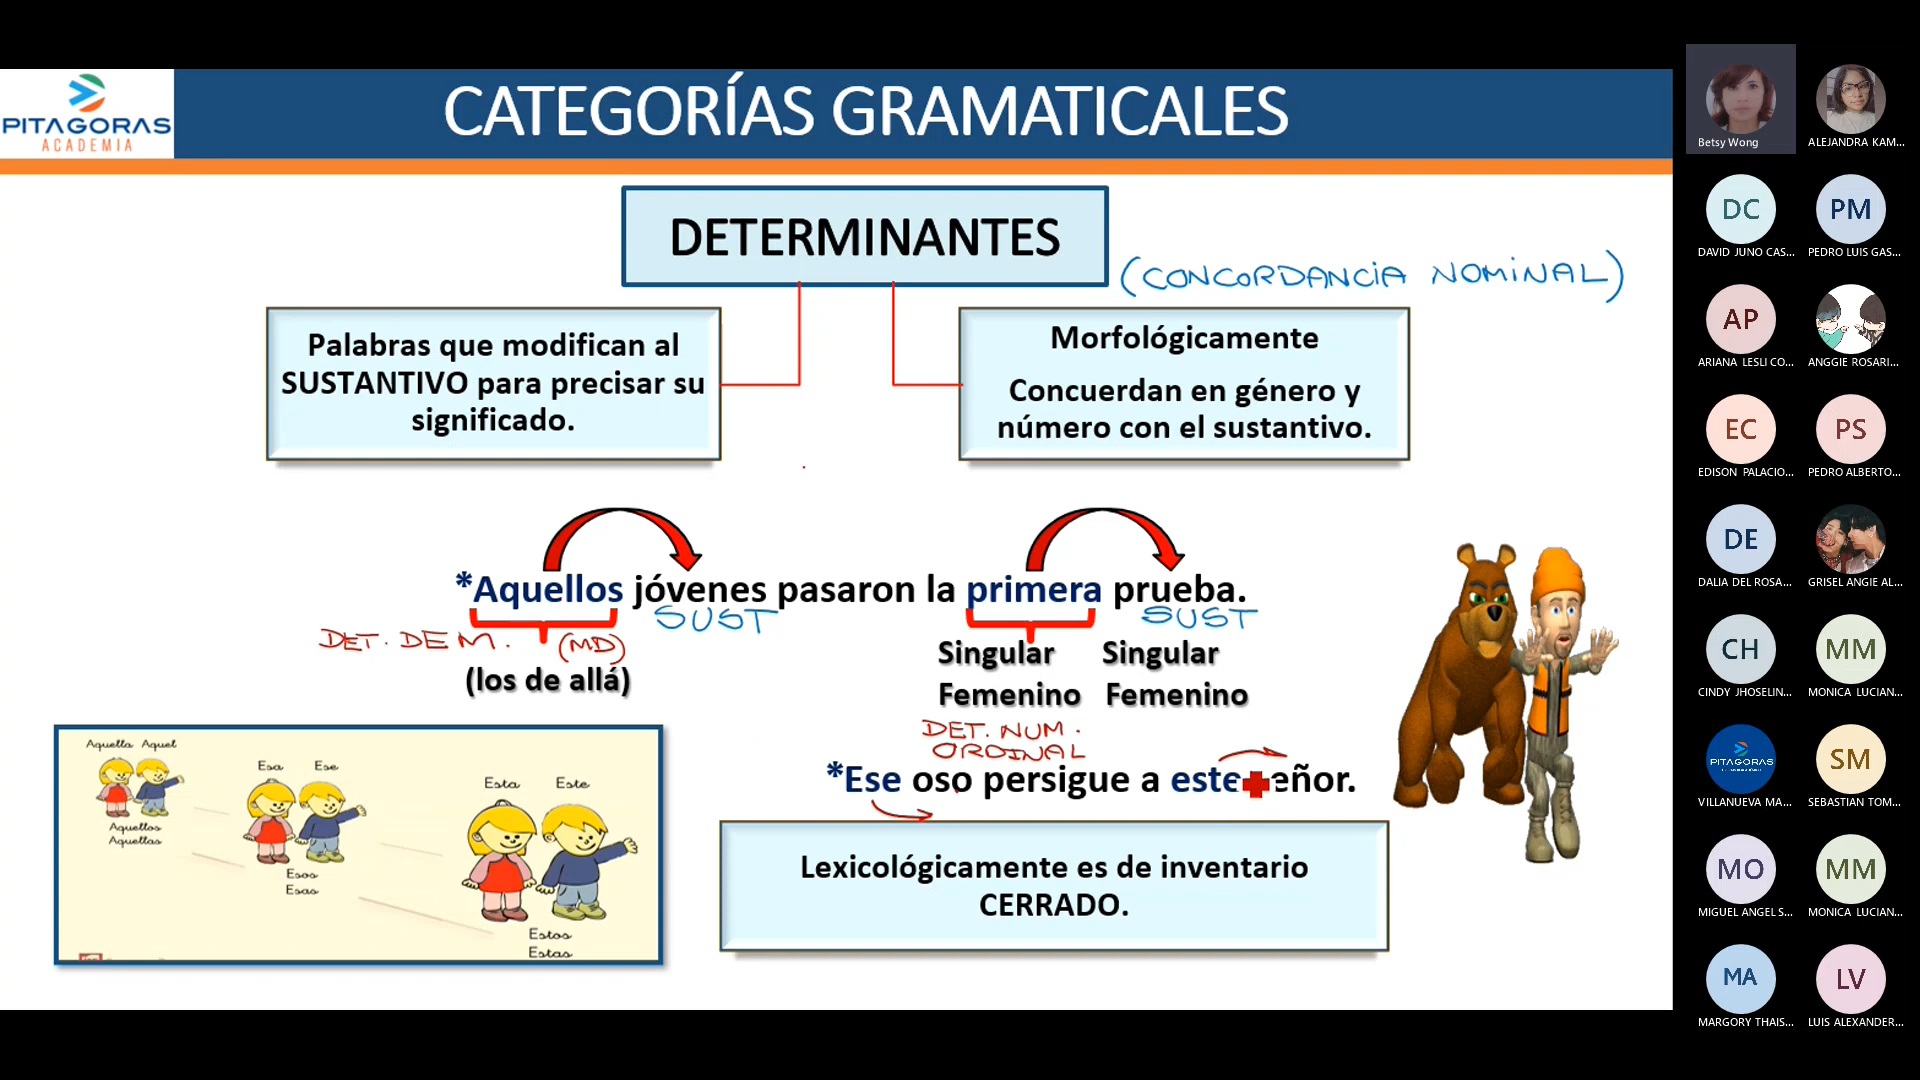 PITAGORAS
ACADEMIA
CATEGORÍAS GRAMATICALES
DETERMINANTES
(CONCORDANCIA NOMINAL)
Palabras que modifican al
SUSTANTIVO para precisar su
significado.
Morfológicamente
Concuerdan en género y
número con el sustantivo.
*Aquellos jóvenes pasaron la primera prueba.
SUST
SUST
DET. DEM. (MD)
(los de allá)
Singular Singular
Femenino Femenino
DET. NUM.
ORDINAL
*Ese oso persigue a este eñor.
Lexicológicamente es de inventario
CERRADO.
Aquella Aquel
Aquellos
Aquellas
Esa Ese
Esos
Esas
Esta Este
Estos
Estas
Betsy Wong
ALEJANDRA KAM...
DC
PM
DAVID JUNO CAS...
PEDRO LUIS GAS...
AP
ARIANA LESLI CO...
ANGGIE ROSARI...
EC
PS
EDISON PALACIO...
PEDRO ALBERTO...
DE
DALIA DEL ROSA...
GRISEL ANGIE AL...
CH
MM
CINDY JHOSELIN...
MONICA LUCIAN...
PITAGORAS
SM
VILLANUEVA MA...
SEBASTIAN TOM...
MO
MM
MIGUEL ANGEL S...
MONICA LUCIAN...
MA
LV
MARGORY THAIS...
LUIS ALEXANDER...